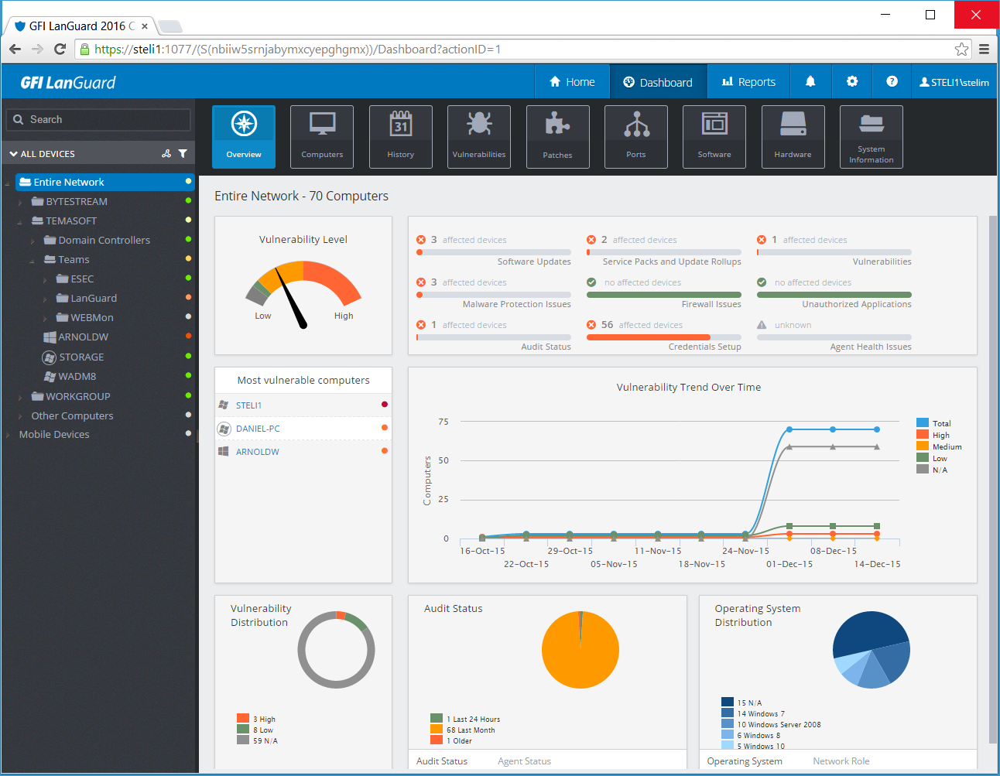 GFI LanGuard 2016 C
https://steli1:1077/(S(nbiiw5srnjabymxcyepghgmx))/Dashboard?actionID=1
GFI LanGuard
Home
Dashboard
Reports
STELI1\stelim
Search
Overview
Computers
31
History
Vulnerabilities
Patches
Ports
Software
Hardware
System
Information
ALL DEVICES
Entire Network
BYTESTREAM
TEMASOFT
Domain Controllers
Teams
ESEC
LanGuard
WEBMon
ARNOLDW
STORAGE
WADM8
WORKGROUP
Other Computers
Mobile Devices
Entire Network - 70 Computers
Vulnerability Level
Low
High
3 affected devices
Software Updates
2 affected devices
Service Packs and Update Rollups
1 affected devices
Vulnerabilities
3 affected devices
Malware Protection Issues
no affected devices
Firewall Issues
no affected devices
Unauthorized Applications
1 affected devices
Audit Status
56 affected devices
Credentials Setup
unknown
Agent Health Issues
Most vulnerable computers
STELI1
DANIEL-PC
ARNOLDW
Vulnerability Trend Over Time
Computers
75
50
25
0
16-Oct-15
22-Oct-15
29-Oct-15
05-Nov-15
11-Nov-15
18-Nov-15
24-Nov-15
01-Dec-15
08-Dec-15
14-Dec-15
Total
High
Medium
Low
N/A
Vulnerability
Distribution
3 High
8 Low
59 N/A
Audit Status
1 Last 24 Hours
68 Last Month
1 Older
Audit Status
Agent Status
Operating System
Distribution
15 N/A
14 Windows 7
10 Windows Server 2008
6 Windows 8
5 Windows 10
Operating System
Network Role